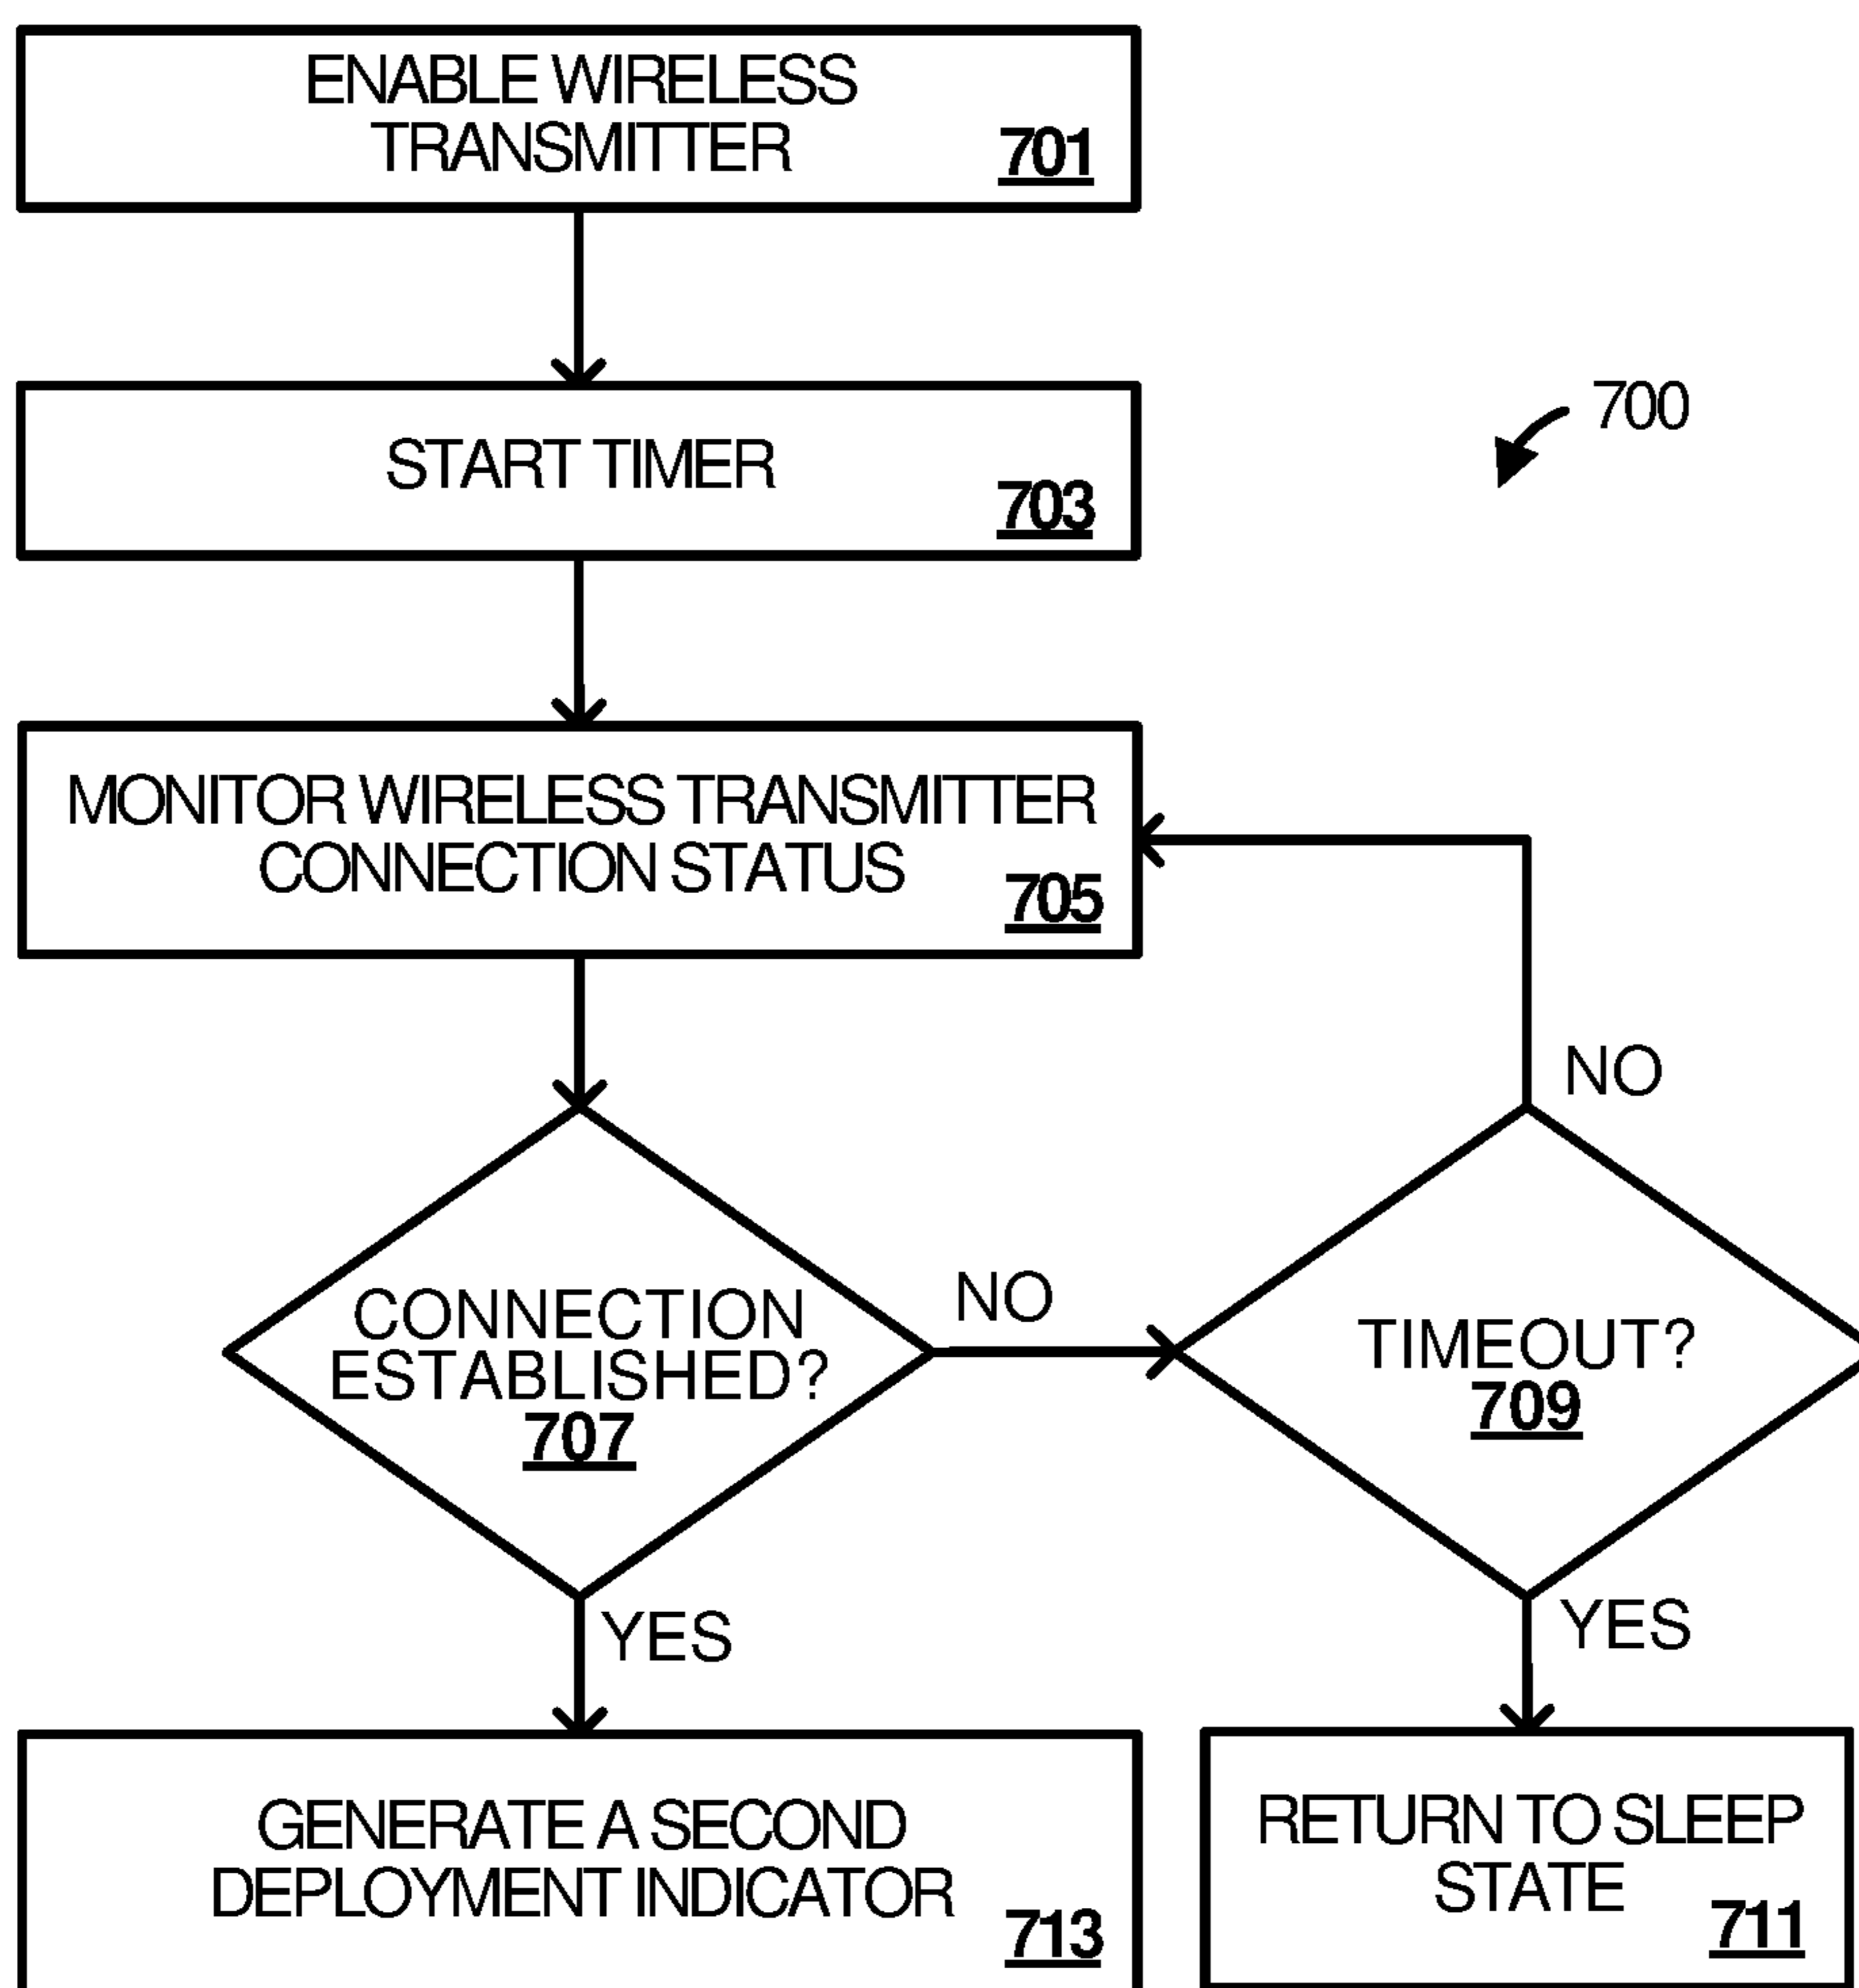 ENABLE WIRELESS
TRANSMITTER
701
START TIMER
703
700
MONITOR WIRELESS TRANSMITTER
CONNECTION STATUS
705
NO
CONNECTION
ESTABLISHED?
707
NO
TIMEOUT?
709
YES
YES
GENERATE A SECOND
DEPLOYMENT INDICATOR
713
RETURN TO SLEEP
STATE
711